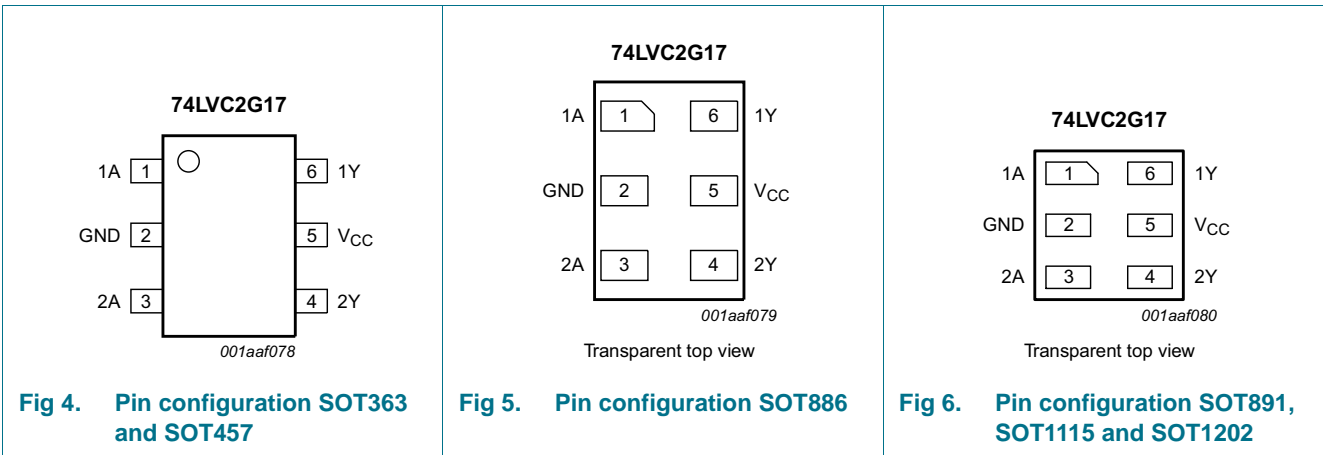 74LVC2G17
1A 1 6 1Y
GND 2 5 VCC
2A 3 4 2Y
001aaf078
Fig 4. Pin configuration SOT363
and SOT457
74LVC2G17
1A 1 6 1Y
GND 2 5 VCC
2A 3 4 2Y
001aaf079
Transparent top view
Fig 5. Pin configuration SOT886
74LVC2G17
1A 1 6 1Y
GND 2 5 VCC
2A 3 4 2Y
001aaf080
Transparent top view
Fig 6. Pin configuration SOT891,
SOT1115 and SOT1202